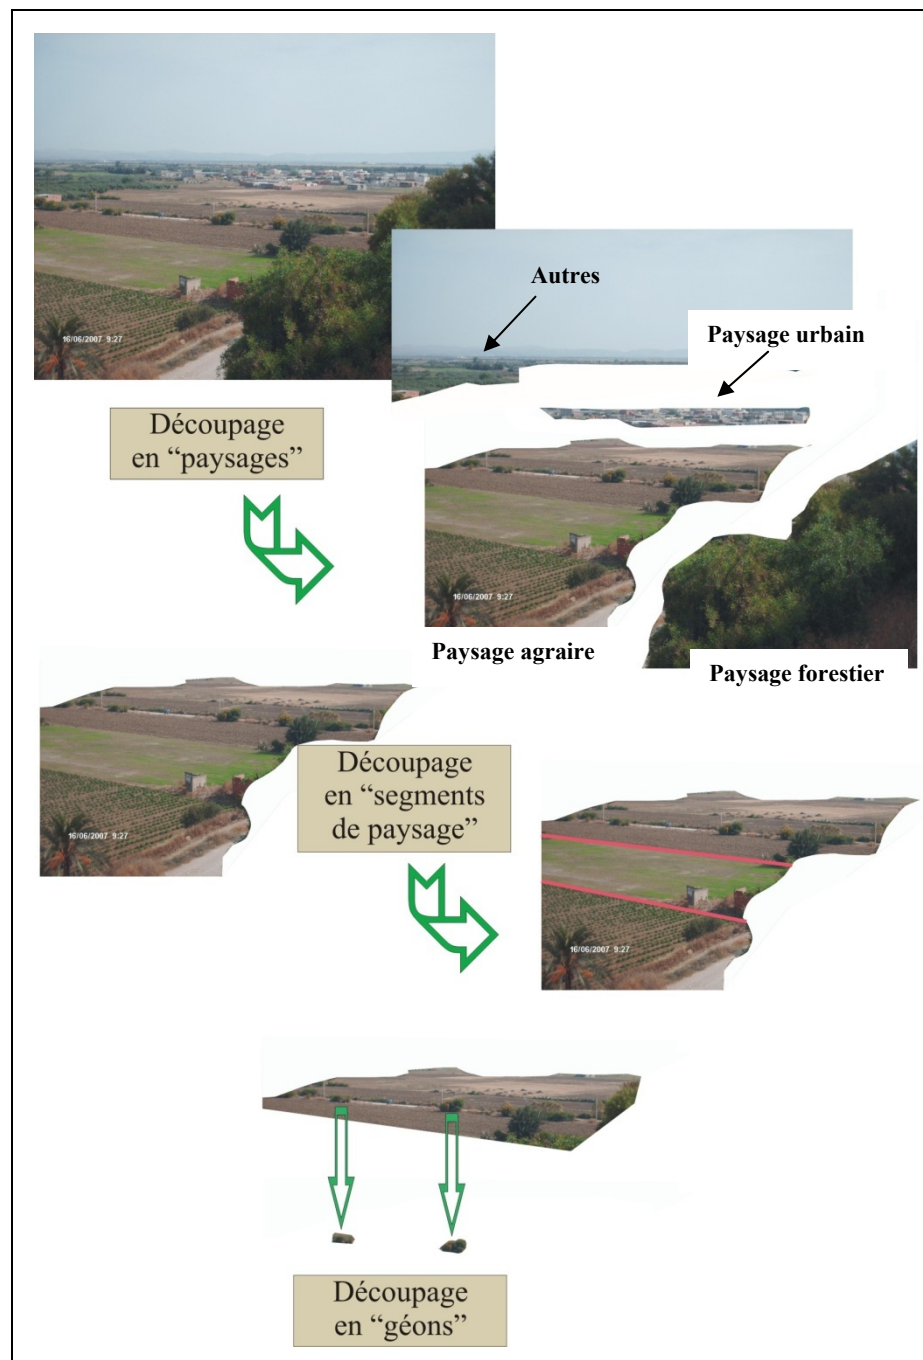 16/06/2007 9:27
Autres
Paysage urbain
Découpage
en “paysages”
16/06/2007 9:27
Paysage agraire
Paysage forestier
Découpage
en “segments
de paysage”
16/06/2007 9:27
16/06/2007 9:27
Découpage
en “géons”